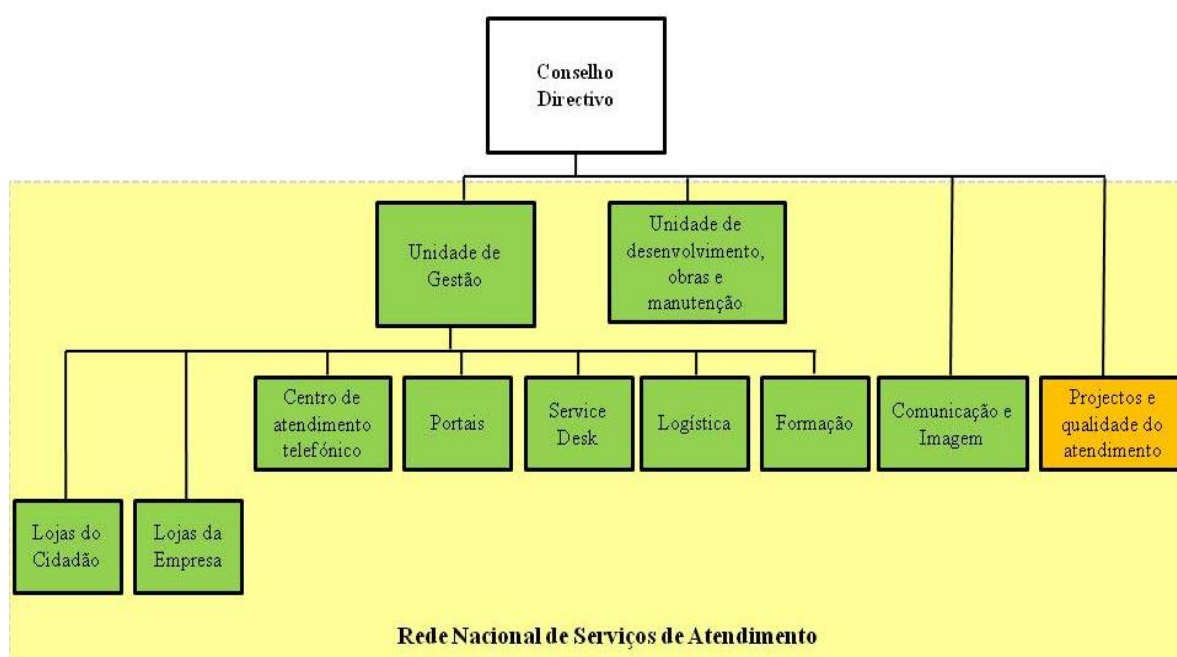 Conselho
Directivo
Unidade de
Gestão
Unidade de
desenvolvimento,
obras e
manutenção
Centro de
atendimento
telefónico
Portais
Service
Desk
Logística
Formação
Comunicação e
Imagem
Projectos e
qualidade do
atendimento
Lojas do
Cidadão
Lojas da
Empresa
Rede Nacional de Serviços de Atendimento